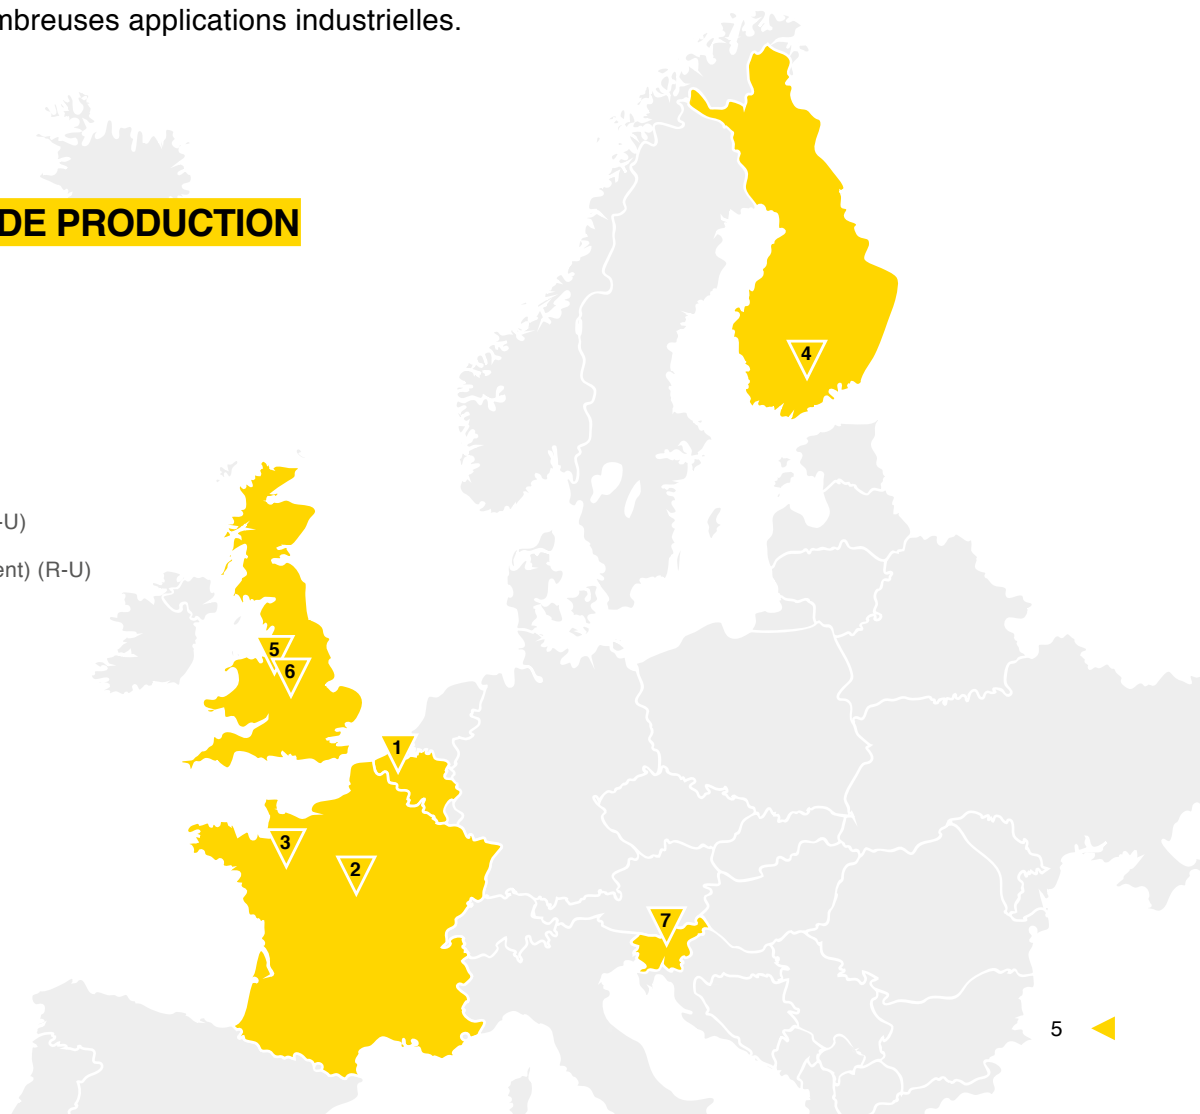 mbreuses applications industrielles.
DE PRODUCTION
4
-U)
ent) (R-U)
5
6
1
3
2
7
5